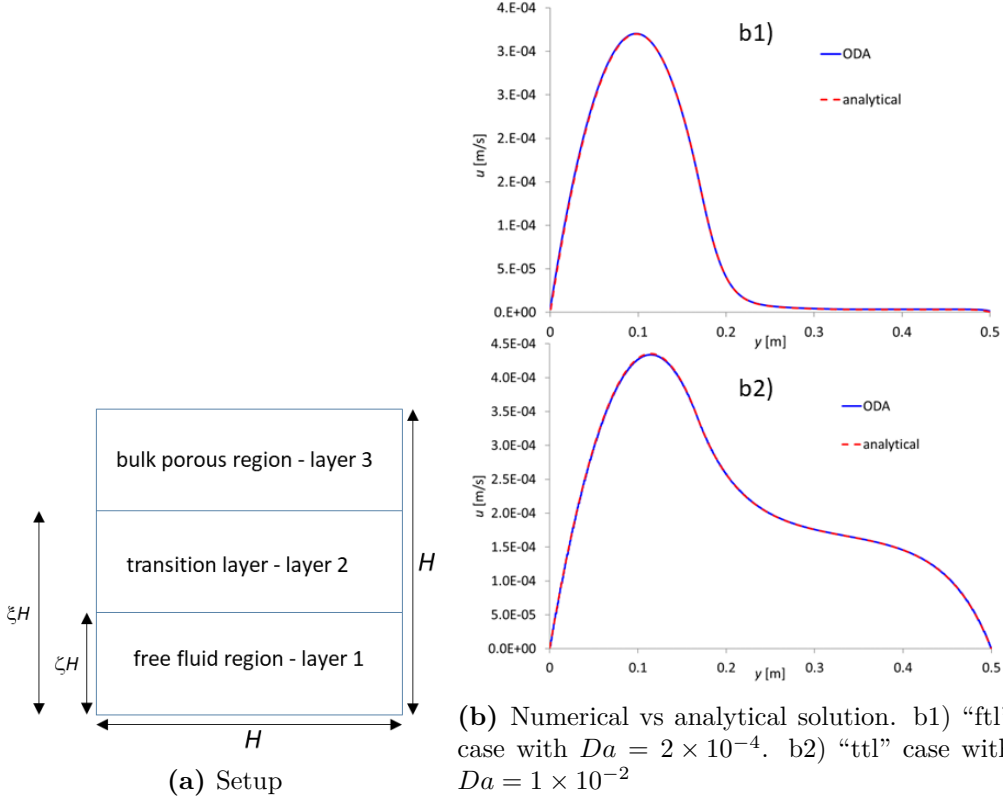 bulk porous region - layer 3
transition layer - layer 2
free fluid region - layer 1
ξH
ζH
H
H
(a) Setup
b1)
ODA
analytical
u [m/s]
4.E-04
3.E-04
3.E-04
2.E-04
2.E-04
1.E-04
5.E-05
0.E+00
0
0.1
0.2
0.3
0.4
0.5
y [m]
b2)
ODA
analytical
u [m/s]
4.5E-04
4.0E-04
3.5E-04
3.0E-04
2.5E-04
2.0E-04
1.5E-04
1.0E-04
5.0E-05
0.0E+00
0
0.1
0.2
0.3
0.4
0.5
y [m]
(b) Numerical vs analytical solution. b1) “ftl”
case with Da = 2 × 10⁻⁴. b2) “ttl” case with
Da = 1 × 10⁻²